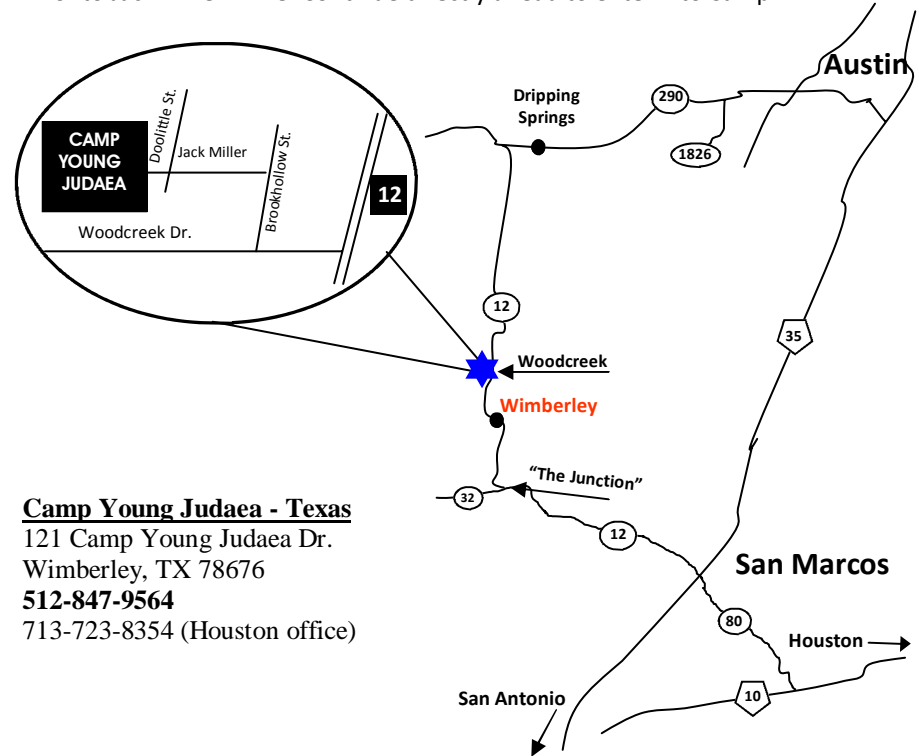 Austin
Dripping
Springs
290
1826
Doolittle St.
CAMP
YOUNG
JUDAEA
Jack Miller
Brookhollow St.
12
Woodcreek Dr.
12
35
Woodcreek
Wimberley
"The Junction"
32
12
Camp Young Judaea - Texas
121 Camp Young Judaea Dr.
Wimberley, TX 78676
512-847-9564
713-723-8354 (Houston office)
San Marcos
80
Houston
San Antonio
10